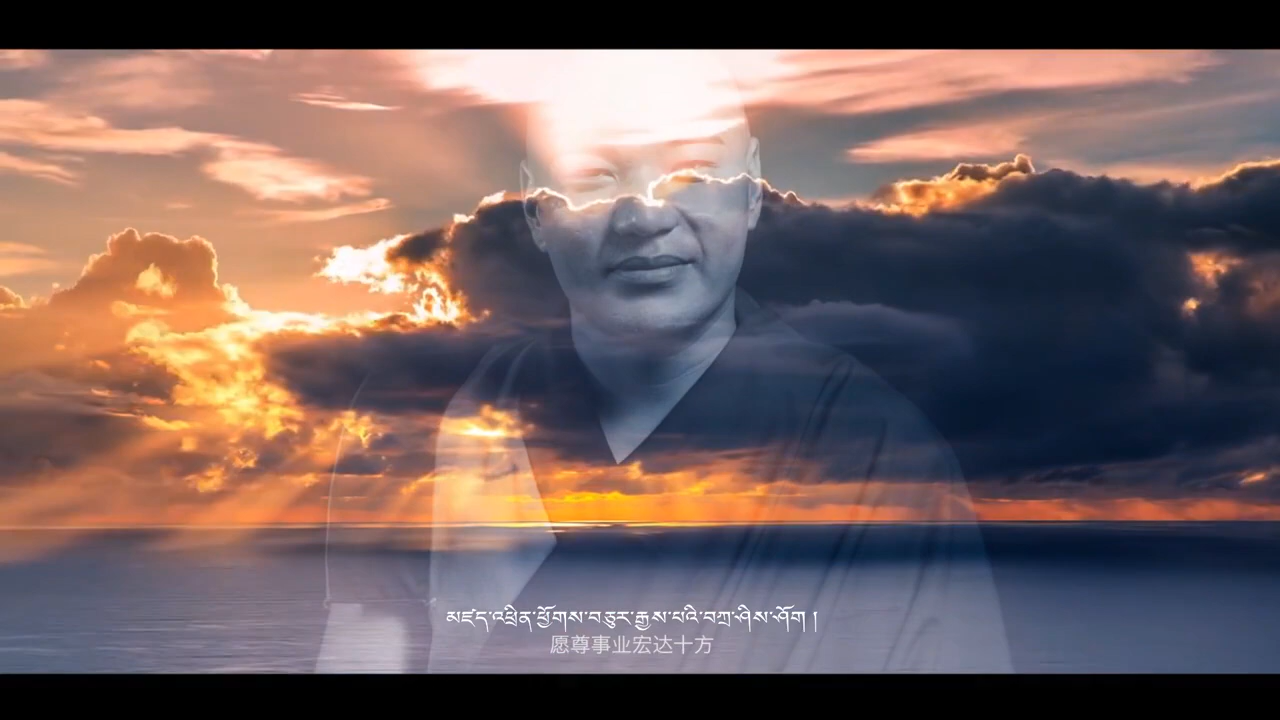 མཛད་འཕྲིན་ཕྱོགས་བཅུར་རྒྱས་པའི་བཀྲ་ཤིས་ཤོག །
愿尊事业宏达十方